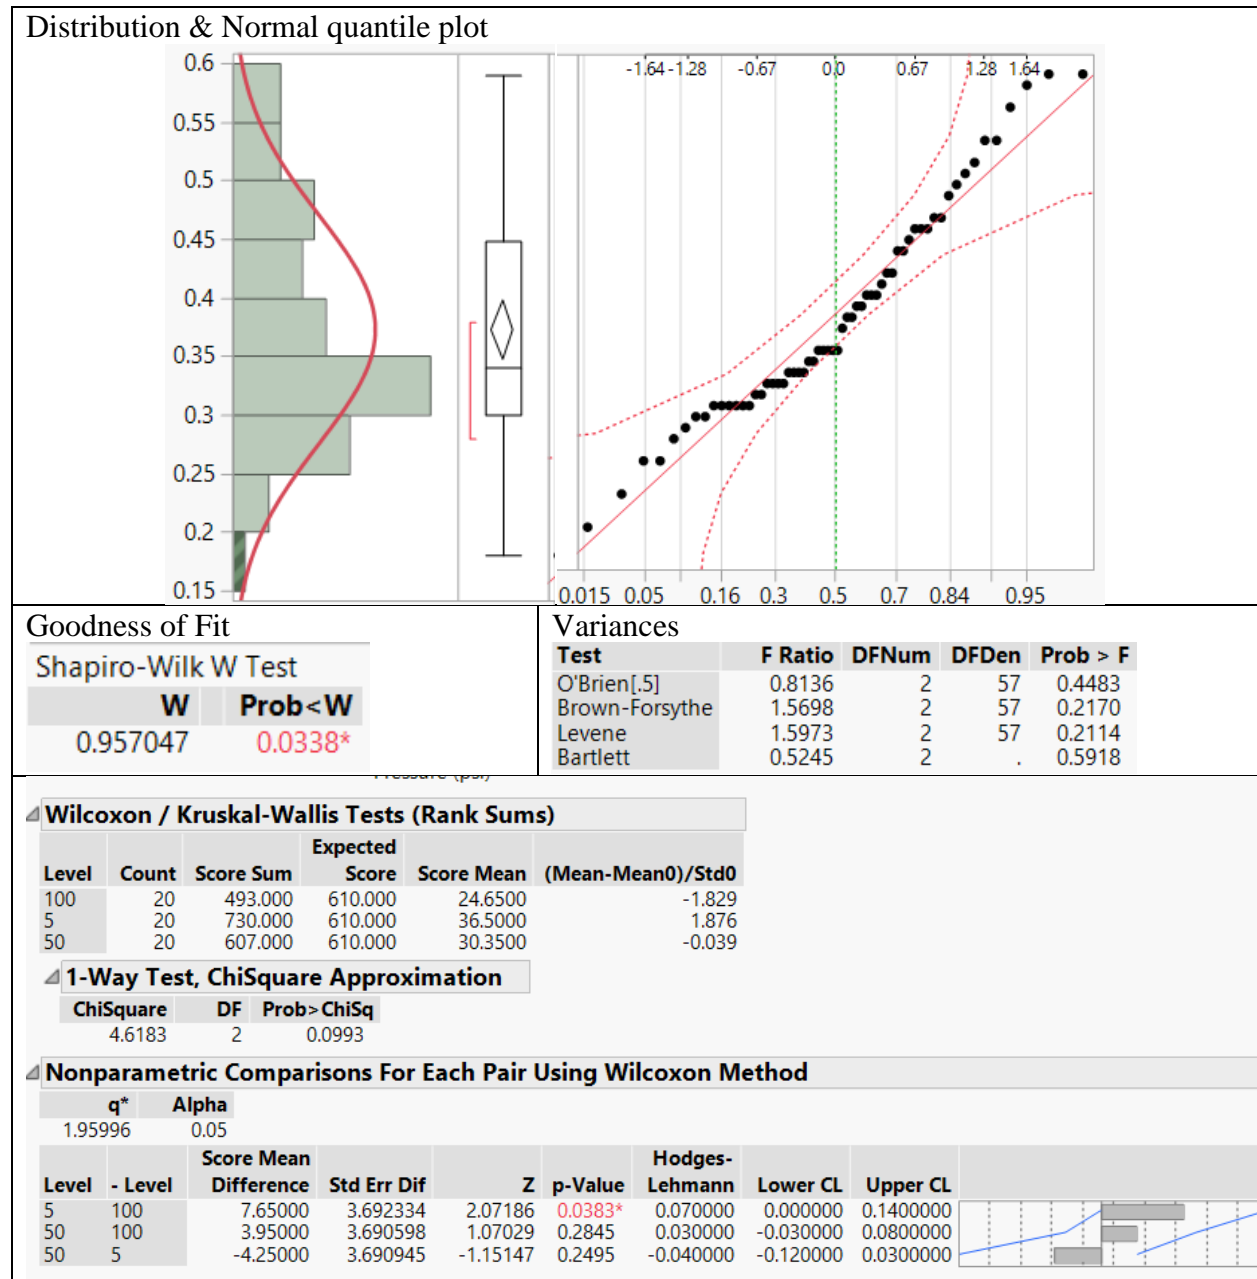 Distribution & Normal quantile plot
0.6
0.55
0.5
0.45
0.4
0.35
0.3
0.25
0.2
0.15
-1.64 -1.28 -0.67 0.0 0.67 1.28 1.64
0.015 0.05 0.16 0.3 0.5 0.7 0.84 0.95
Goodness of Fit
Shapiro-Wilk W Test
W Prob<W
0.957047 0.0338*
Variances
Test F Ratio DFNum DFDen Prob > F
O'Brien[.5] 0.8136 2 57 0.4483
Brown-Forsythe 1.5698 2 57 0.2170
Levene 1.5973 2 57 0.2114
Bartlett 0.5245 2 . 0.5918
Wilcoxon / Kruskal-Wallis Tests (Rank Sums)
Expected
Level Count Score Sum Score Score Mean (Mean-Mean0)/Std0
100 20 493.000 610.000 24.6500 -1.829
5 20 730.000 610.000 36.5000 1.876
50 20 607.000 610.000 30.3500 -0.039
1-Way Test, ChiSquare Approximation
ChiSquare DF Prob>ChiSq
4.6183 2 0.0993
Nonparametric Comparisons For Each Pair Using Wilcoxon Method
q* Alpha
1.95996 0.05
Score Mean Hodges-
Level - Level Difference Std Err Dif Z p-Value Lehmann Lower CL Upper CL
5 100 7.65000 3.692334 2.07186 0.0383* 0.070000 0.000000 0.1400000
50 100 3.95000 3.690598 1.07029 0.2845 0.030000 -0.030000 0.0800000
50 5 -4.25000 3.690945 -1.15147 0.2495 -0.040000 -0.120000 0.0300000